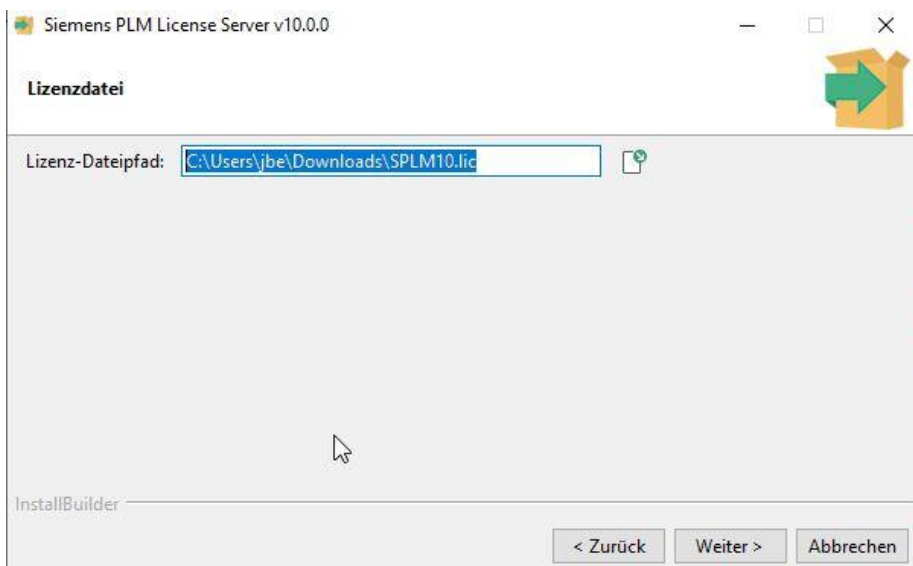 Siemens PLM License Server v10.0.0
Lizenzdatei
Lizenz-Dateipfad: C:\Users\jbe\Downloads\SPLM10.lic
InstallBuilder
< Zurück Weiter > Abbrechen